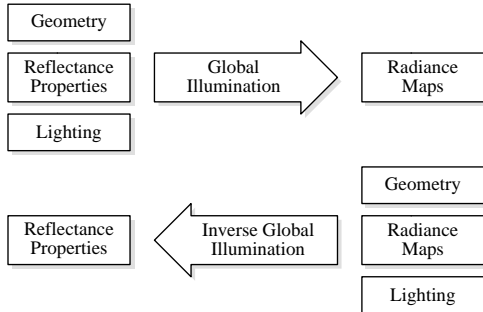 Geometry
Reflectance
Properties
Lighting
Global
Illumination
Radiance
Maps
Reflectance
Properties
Inverse Global
Illumination
Geometry
Radiance
Maps
Lighting